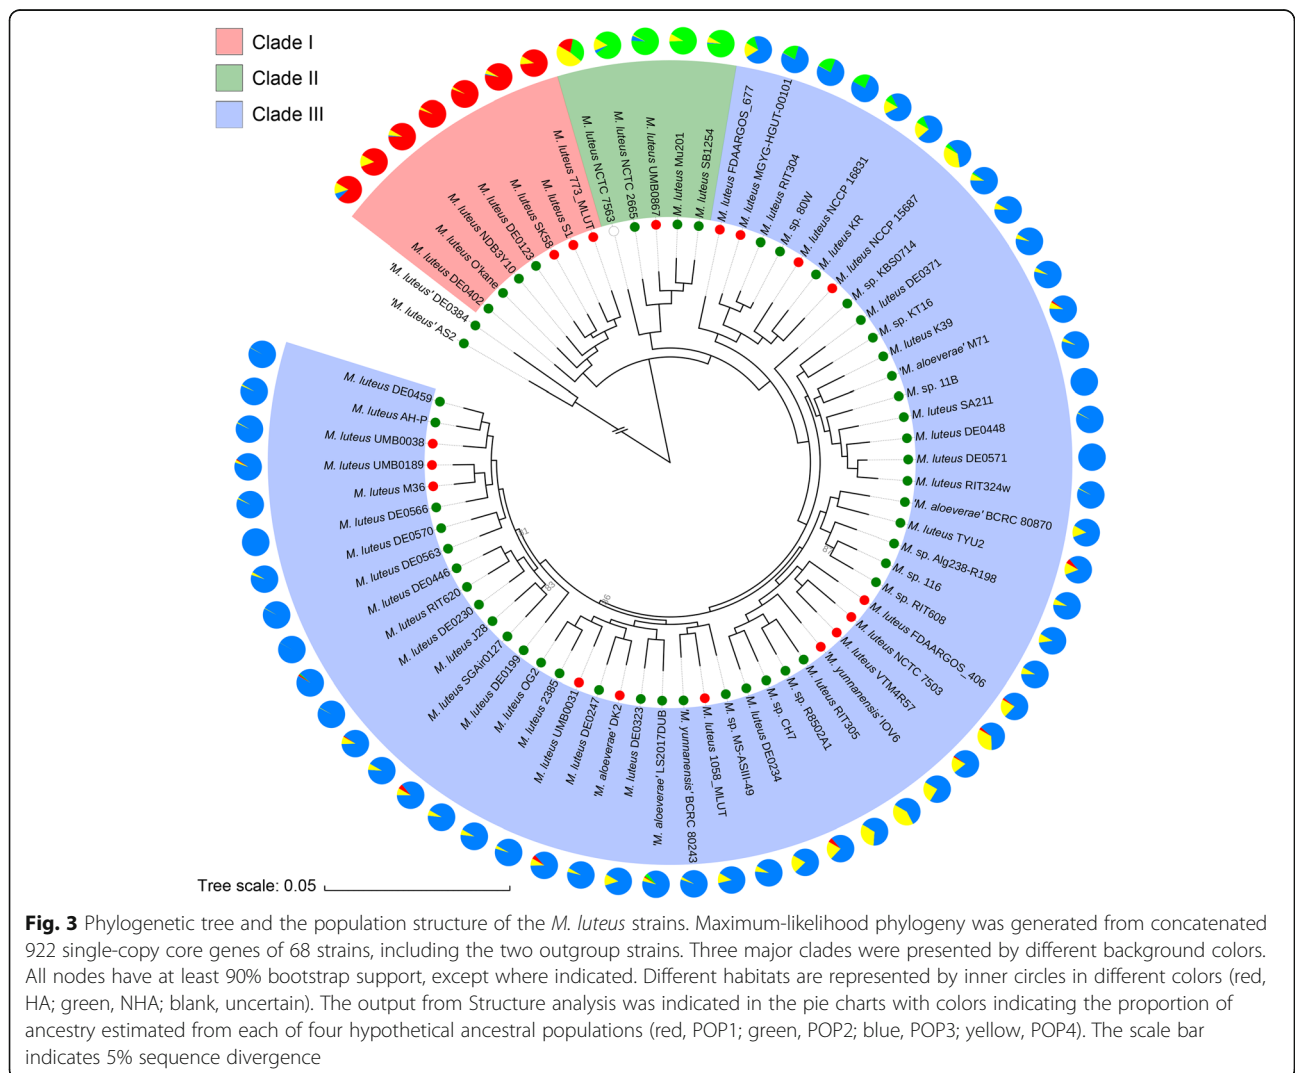 Clade I
Clade II
Clade III
'M. luteus' AS2
'M. luteus' DE0384
M. luteus DE0402
M. luteus O'kane
M. luteus NDB3Y10
M. luteus DE0123
M. luteus SK58
M. luteus S1
M. luteus 773_MLUT
M. luteus NCTC 7563
M. luteus NCTC 2665
M. luteus UMB0867
M. luteus Mu201
M. luteus SB1254
M. luteus FDAARGOS_677
M. luteus MGYG-HGUT-00101
M. luteus RIT304
M. sp. 80W
M. luteus NCCP 16831
M. luteus KR
M. luteus NCCP 15687
M. sp. KBS0714
M. luteus DE0371
M. sp. KT16
M. luteus K39
'M. aloeverae' M71
M. sp. 11B
M. luteus SA211
M. luteus DE0448
M. luteus DE0571
M. luteus RIT324w
'M. aloeverae' BCRC 80870
M. luteus TYU2
M. sp. Alg238-R198
M. sp. 116
M. sp. RIT608
M. luteus FDAARGOS_406
M. luteus NCTC 7503
M. luteus VTM4R57
'M. yunnanensis' IOV6
M. luteus RIT305
M. sp. R8502A1
M. sp. CH7
M. luteus DE0234
M. sp. MS-ASIII-49
M. luteus 1058_MLUT
'M. yunnanensis' BCRC 80243
'M. aloeverae' LS2017DUB
M. luteus DE0323
'M. aloeverae' DK2
M. luteus DE0247
M. luteus UMB0031
M. luteus 2385
M. luteus OG2
M. luteus DE0199
M. luteus SGAir0127
M. luteus J28
M. luteus DE0230
M. luteus RIT620
M. luteus DE0446
M. luteus DE0563
M. luteus DE0570
M. luteus DE0566
M. luteus M36
M. luteus UMB0189
M. luteus UMB0038
M. luteus AH-P
M. luteus DE0459
Tree scale: 0.05
Fig. 3 Phylogenetic tree and the population structure of the M. luteus strains. Maximum-likelihood phylogeny was generated from concatenated
922 single-copy core genes of 68 strains, including the two outgroup strains. Three major clades were presented by different background colors.
All nodes have at least 90% bootstrap support, except where indicated. Different habitats are represented by inner circles in different colors (red,
HA; green, NHA; blank, uncertain). The output from Structure analysis was indicated in the pie charts with colors indicating the proportion of
ancestry estimated from each of four hypothetical ancestral populations (red, POP1; green, POP2; blue, POP3; yellow, POP4). The scale bar
indicates 5% sequence divergence